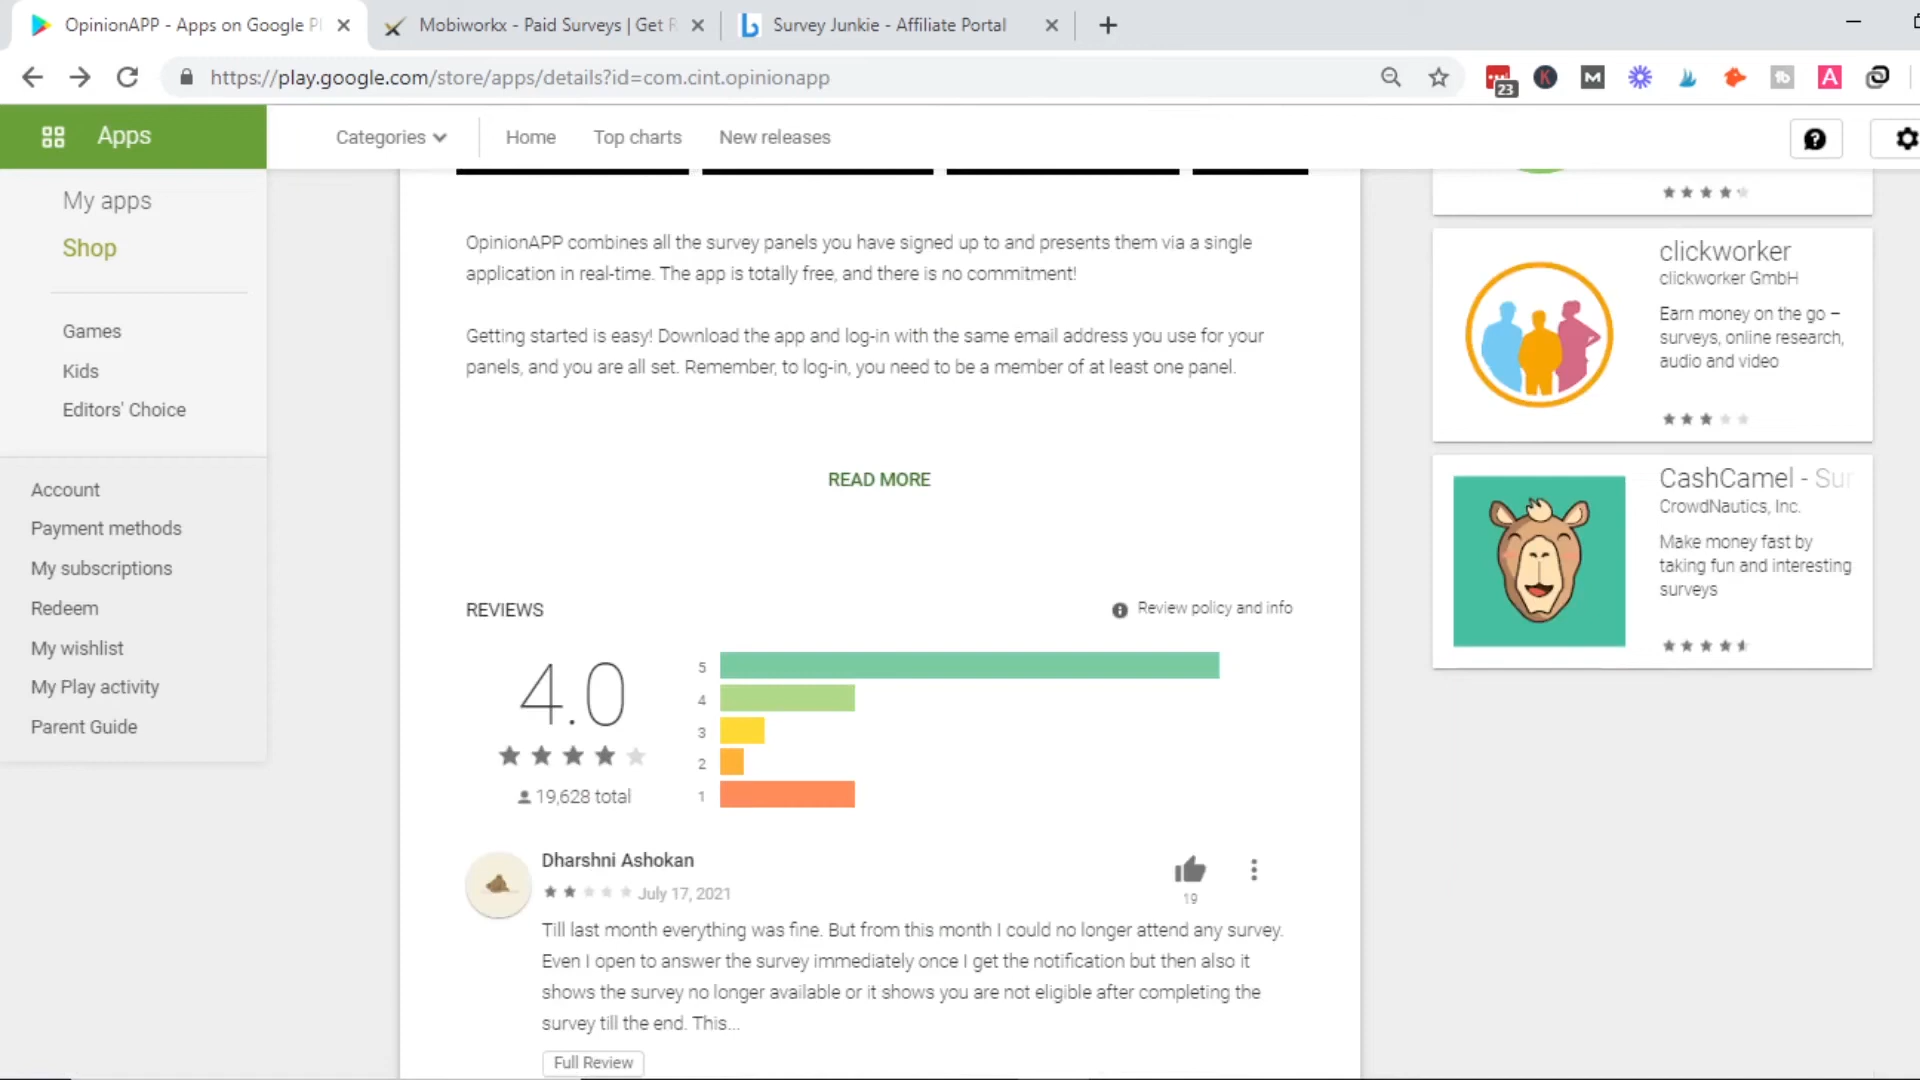 OpinionAPP - Apps on Google Pl
Mobiworkx - Paid Surveys | Get R
Survey Junkie - Affiliate Portal
https://play.google.com/store/apps/details?id=com.cint.opinionapp
23
K
M
A
Apps
Categories
Home
Top charts
New releases
My apps
Shop
Games
Kids
Editors' Choice
Account
Payment methods
My subscriptions
Redeem
My wishlist
My Play activity
Parent Guide
OpinionAPP combines all the survey panels you have signed up to and presents them via a single
application in real-time. The app is totally free, and there is no commitment!
Getting started is easy! Download the app and log-in with the same email address you use for your
panels, and you are all set. Remember, to log-in, you need to be a member of at least one panel.
READ MORE
REVIEWS
Review policy and info
4.0
19,628 total
5
4
3
2
1
Dharshni Ashokan
July 17, 2021
19
Till last month everything was fine. But from this month I could no longer attend any survey.
Even I open to answer the survey immediately once I get the notification but then also it
shows the survey no longer available or it shows you are not eligible after completing the
survey till the end. This...
Full Review
clickworker
clickworker GmbH
Earn money on the go –
surveys, online research,
audio and video
CashCamel - Sur
CrowdNautics, Inc.
Make money fast by
taking fun and interesting
surveys